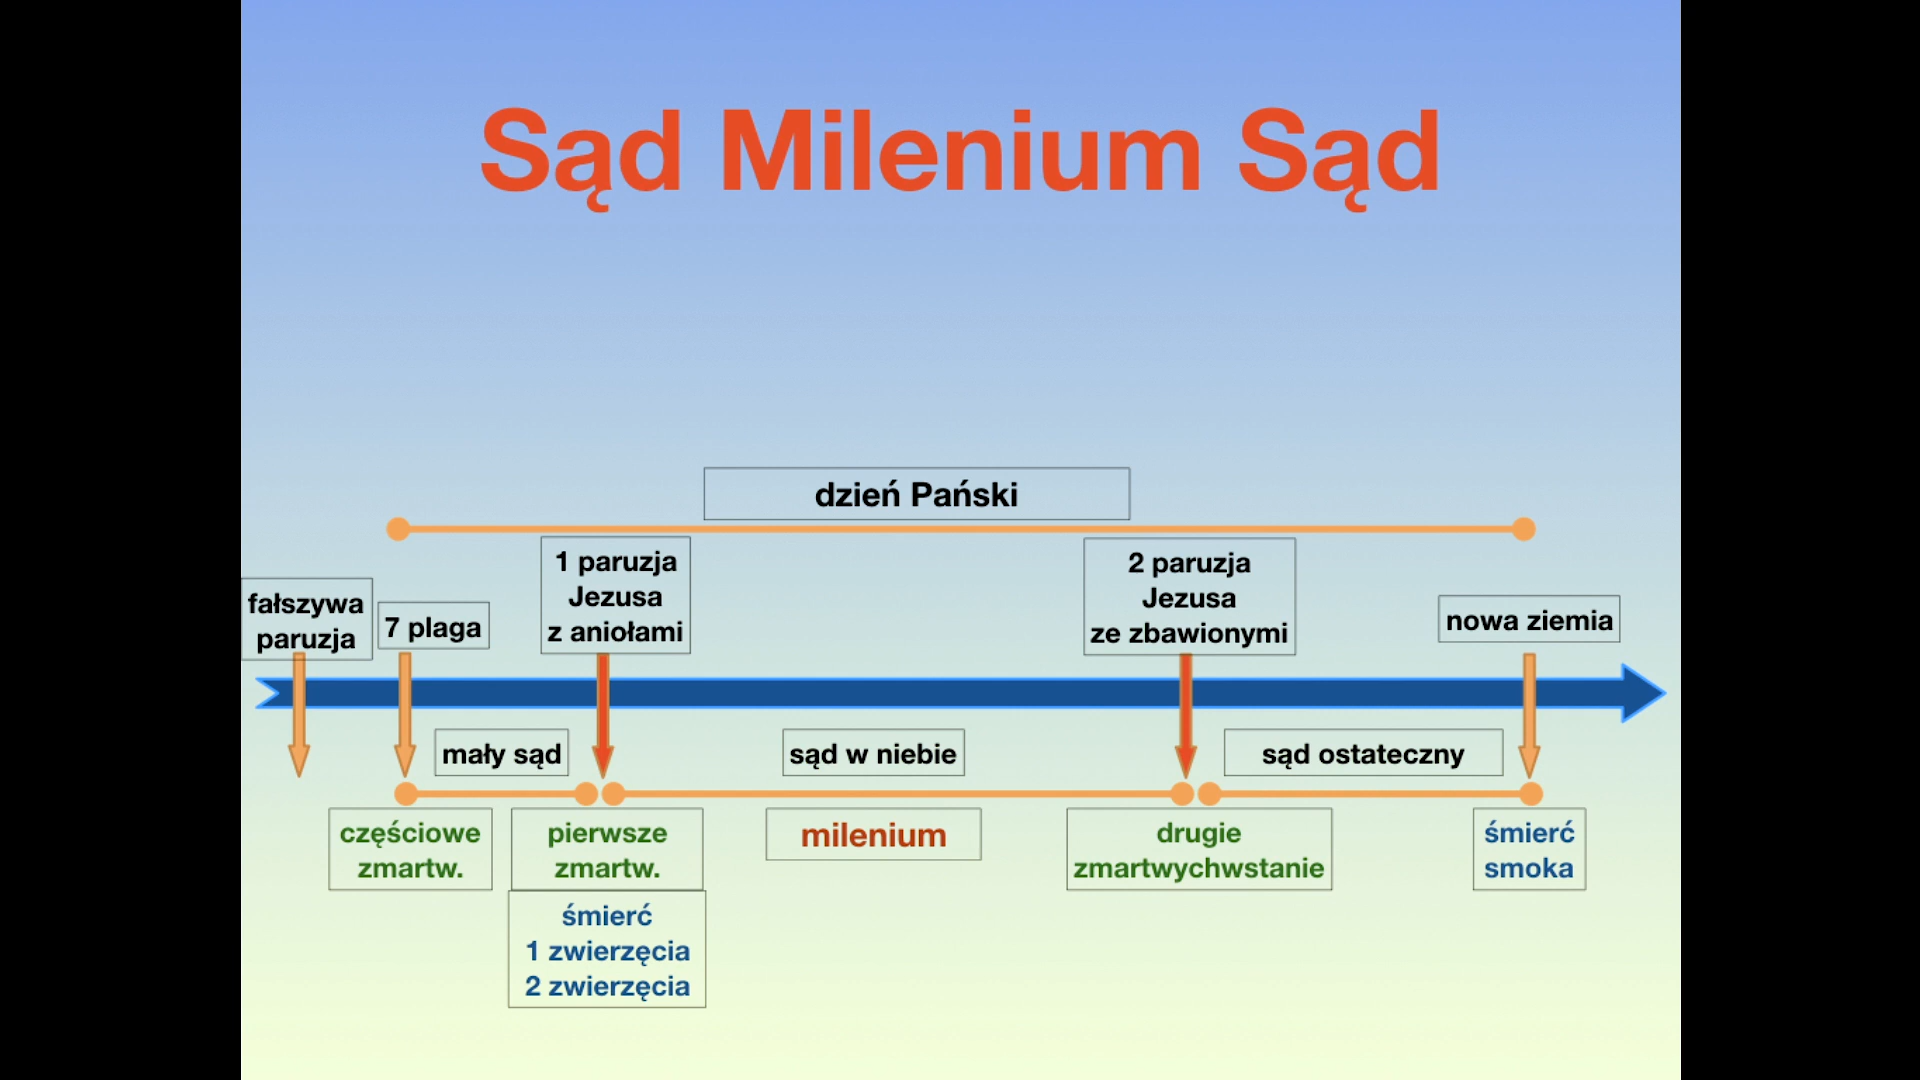 Sąd Milenium Sąd
dzień Pański
fałszywa
paruzja
7 plaga
1 paruzja
Jezusa
z aniołami
2 paruzja
Jezusa
ze zbawionymi
nowa ziemia
mały sąd
sąd w niebie
sąd ostateczny
częściowe
zmartw.
pierwsze
zmartw.
milenium
drugie
zmartwychwstanie
śmierć
smoka
śmierć
1 zwierzęcia
2 zwierzęcia